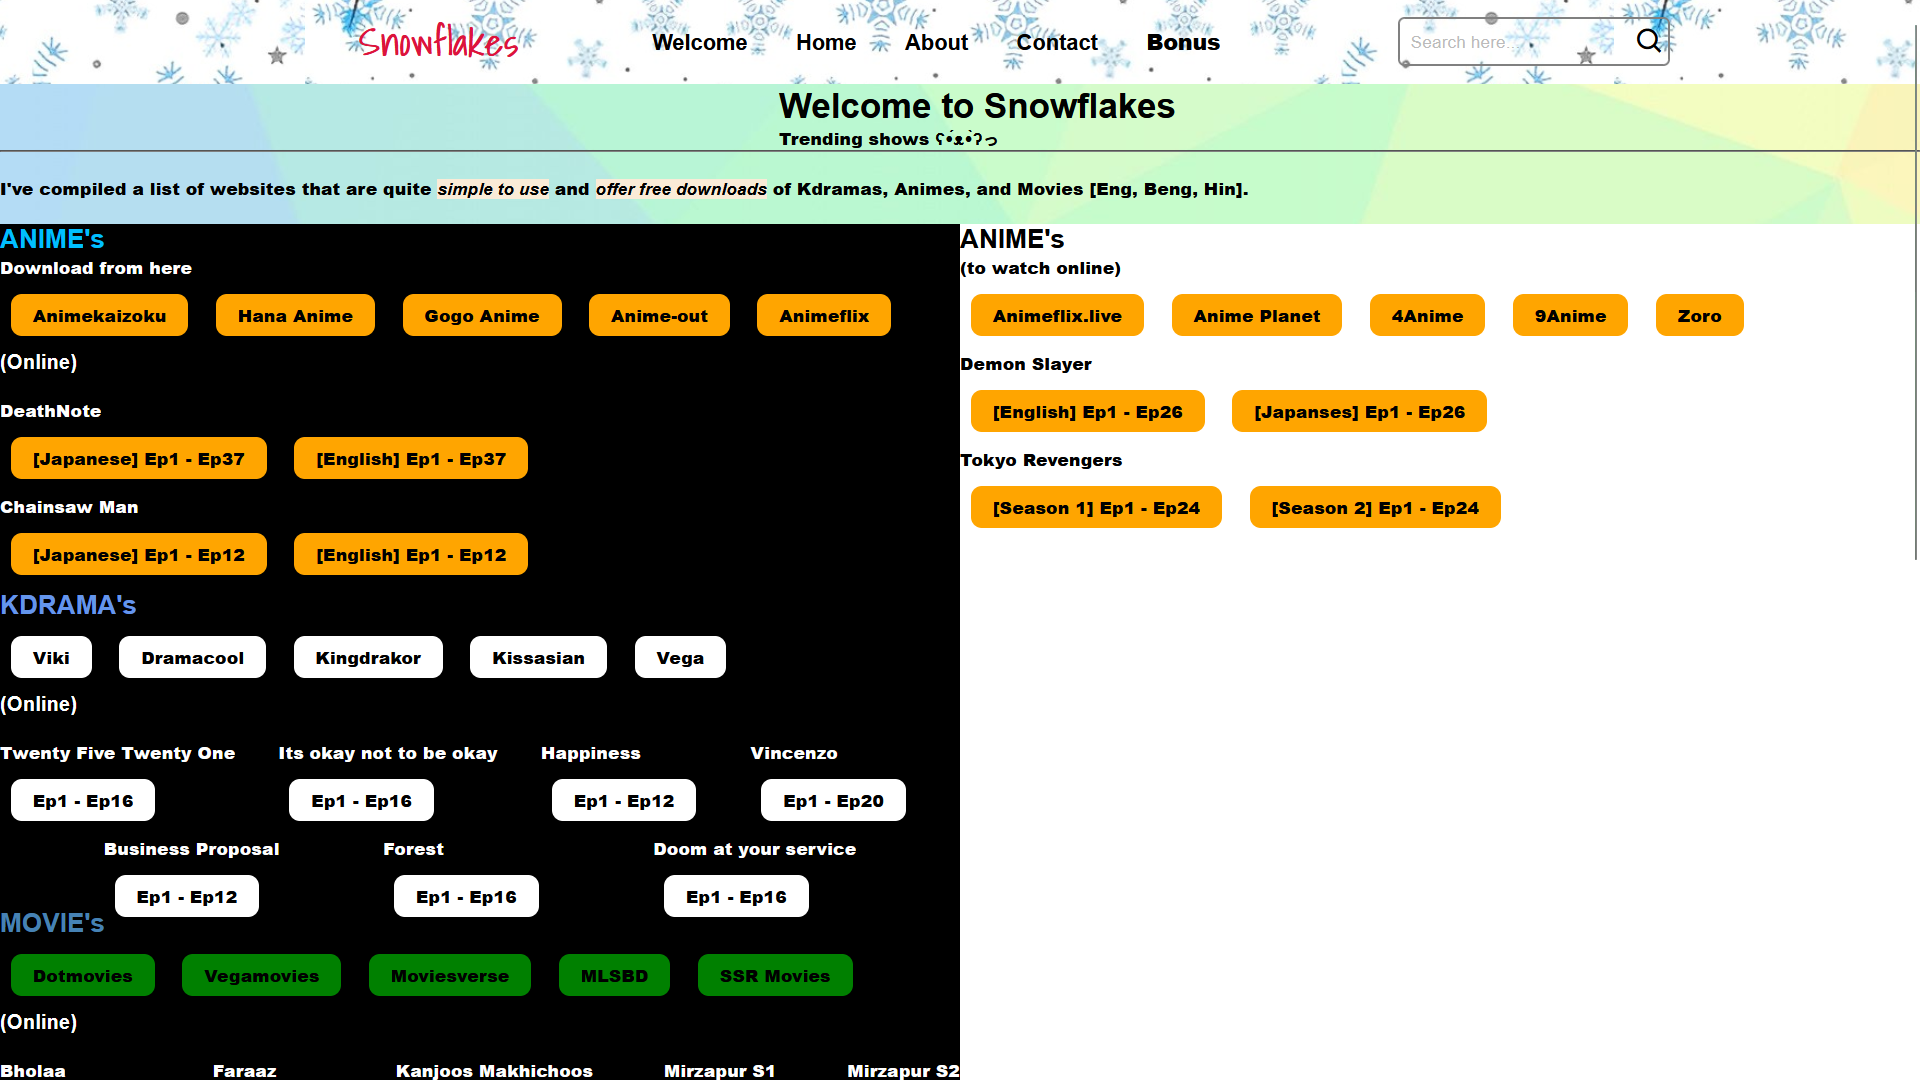 Snowflakes
Welcome Home About Contact Bonus
Search here...
Welcome to Snowflakes
Trending shows ʕ•́ᴥ•̀ʔっ
I've compiled a list of websites that are quite simple to use and offer free downloads of Kdramas, Animes, and Movies [Eng, Beng, Hin].
ANIME's
Download from here
Animekaizoku Hana Anime Gogo Anime Anime-out Animeflix
(Online)
DeathNote
[Japanese] Ep1 - Ep37 [English] Ep1 - Ep37
Chainsaw Man
[Japanese] Ep1 - Ep12 [English] Ep1 - Ep12
KDRAMA's
Viki Dramacool Kingdrakor Kissasian Vega
(Online)
Twenty Five Twenty One Its okay not to be okay Happiness Vincenzo
Ep1 - Ep16 Ep1 - Ep16 Ep1 - Ep12 Ep1 - Ep20
Business Proposal Forest Doom at your service
Ep1 - Ep12 Ep1 - Ep16 Ep1 - Ep16
MOVIE's
Dotmovies Vegamovies Moviesverse MLSBD SSR Movies
(Online)
Bholaa Faraaz Kanjoos Makhichoos Mirzapur S1 Mirzapur S2
ANIME's
(to watch online)
Animeflix.live Anime Planet 4Anime 9Anime Zoro
Demon Slayer
[English] Ep1 - Ep26 [Japanses] Ep1 - Ep26
Tokyo Revengers
[Season 1] Ep1 - Ep24 [Season 2] Ep1 - Ep24